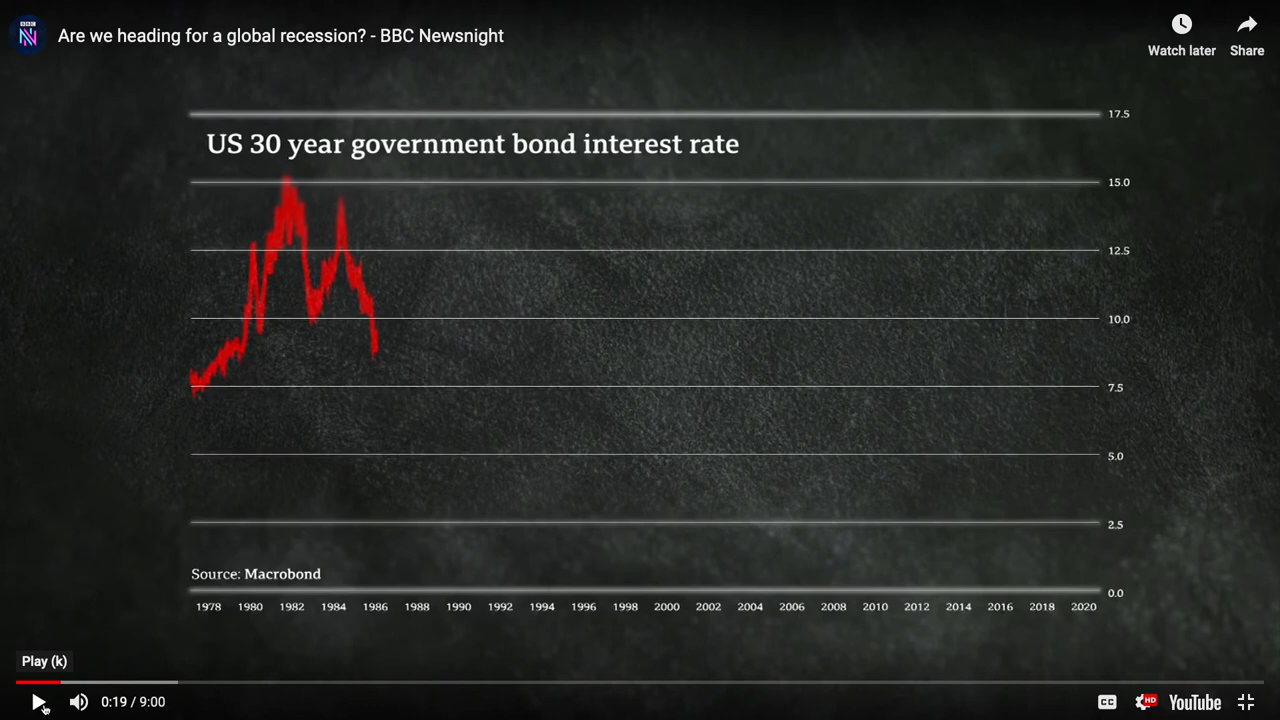 BBC
N
Are we heading for a global recession? - BBC Newsnight
Watch later
Share
17.5
US 30 year government bond interest rate
15.0
12.5
10.0
7.5
5.0
2.5
Source: Macrobond
0.0
1978 1980 1982 1984 1986 1988 1990 1992 1994 1996 1998 2000 2002 2004 2006 2008 2010 2012 2014 2016 2018 2020
Play (k)
0:19 / 9:00
CC
HD
YouTube